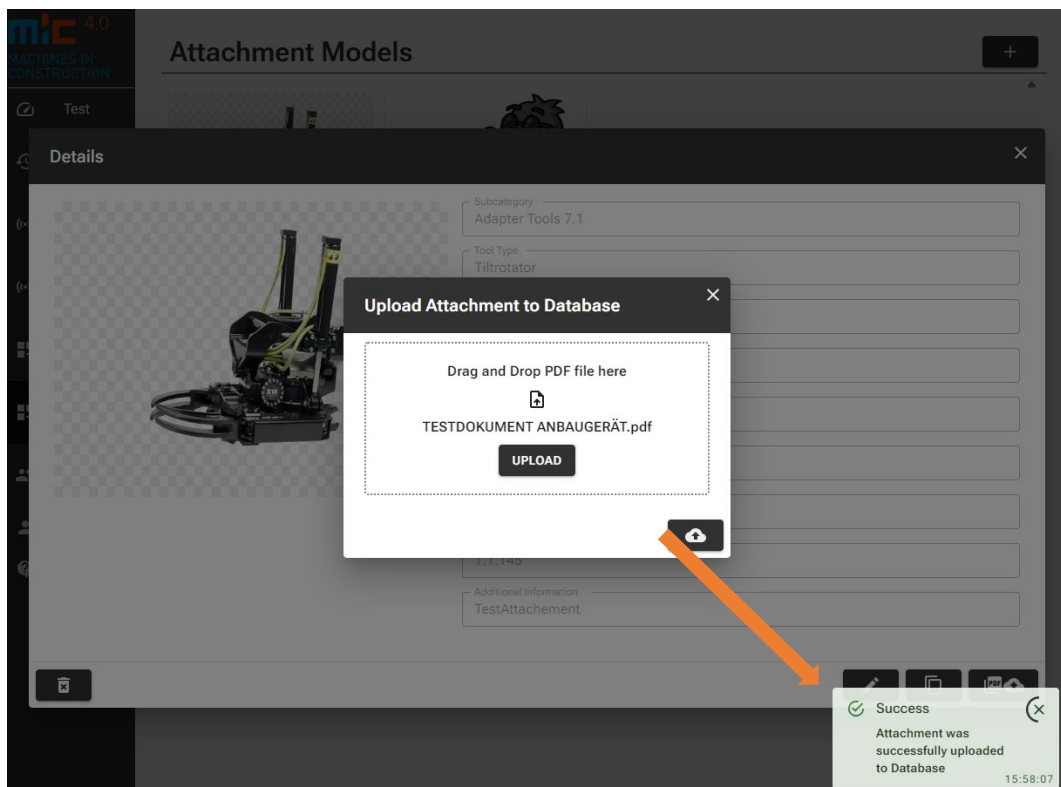 mic 4.0
MACHINES IN
CONSTRUCTION
Attachment Models
Test
Details
Subcategory
Adapter Tools 7.1
Tool Type
Tiltrotator
Upload Attachment to Database
Drag and Drop PDF file here
TESTDOKUMENT ANBAUGERÄT.pdf
UPLOAD
1.1.145
Additional Information
TestAttachement
PDF
Success
Attachment was
successfully uploaded
to Database
15:58:07